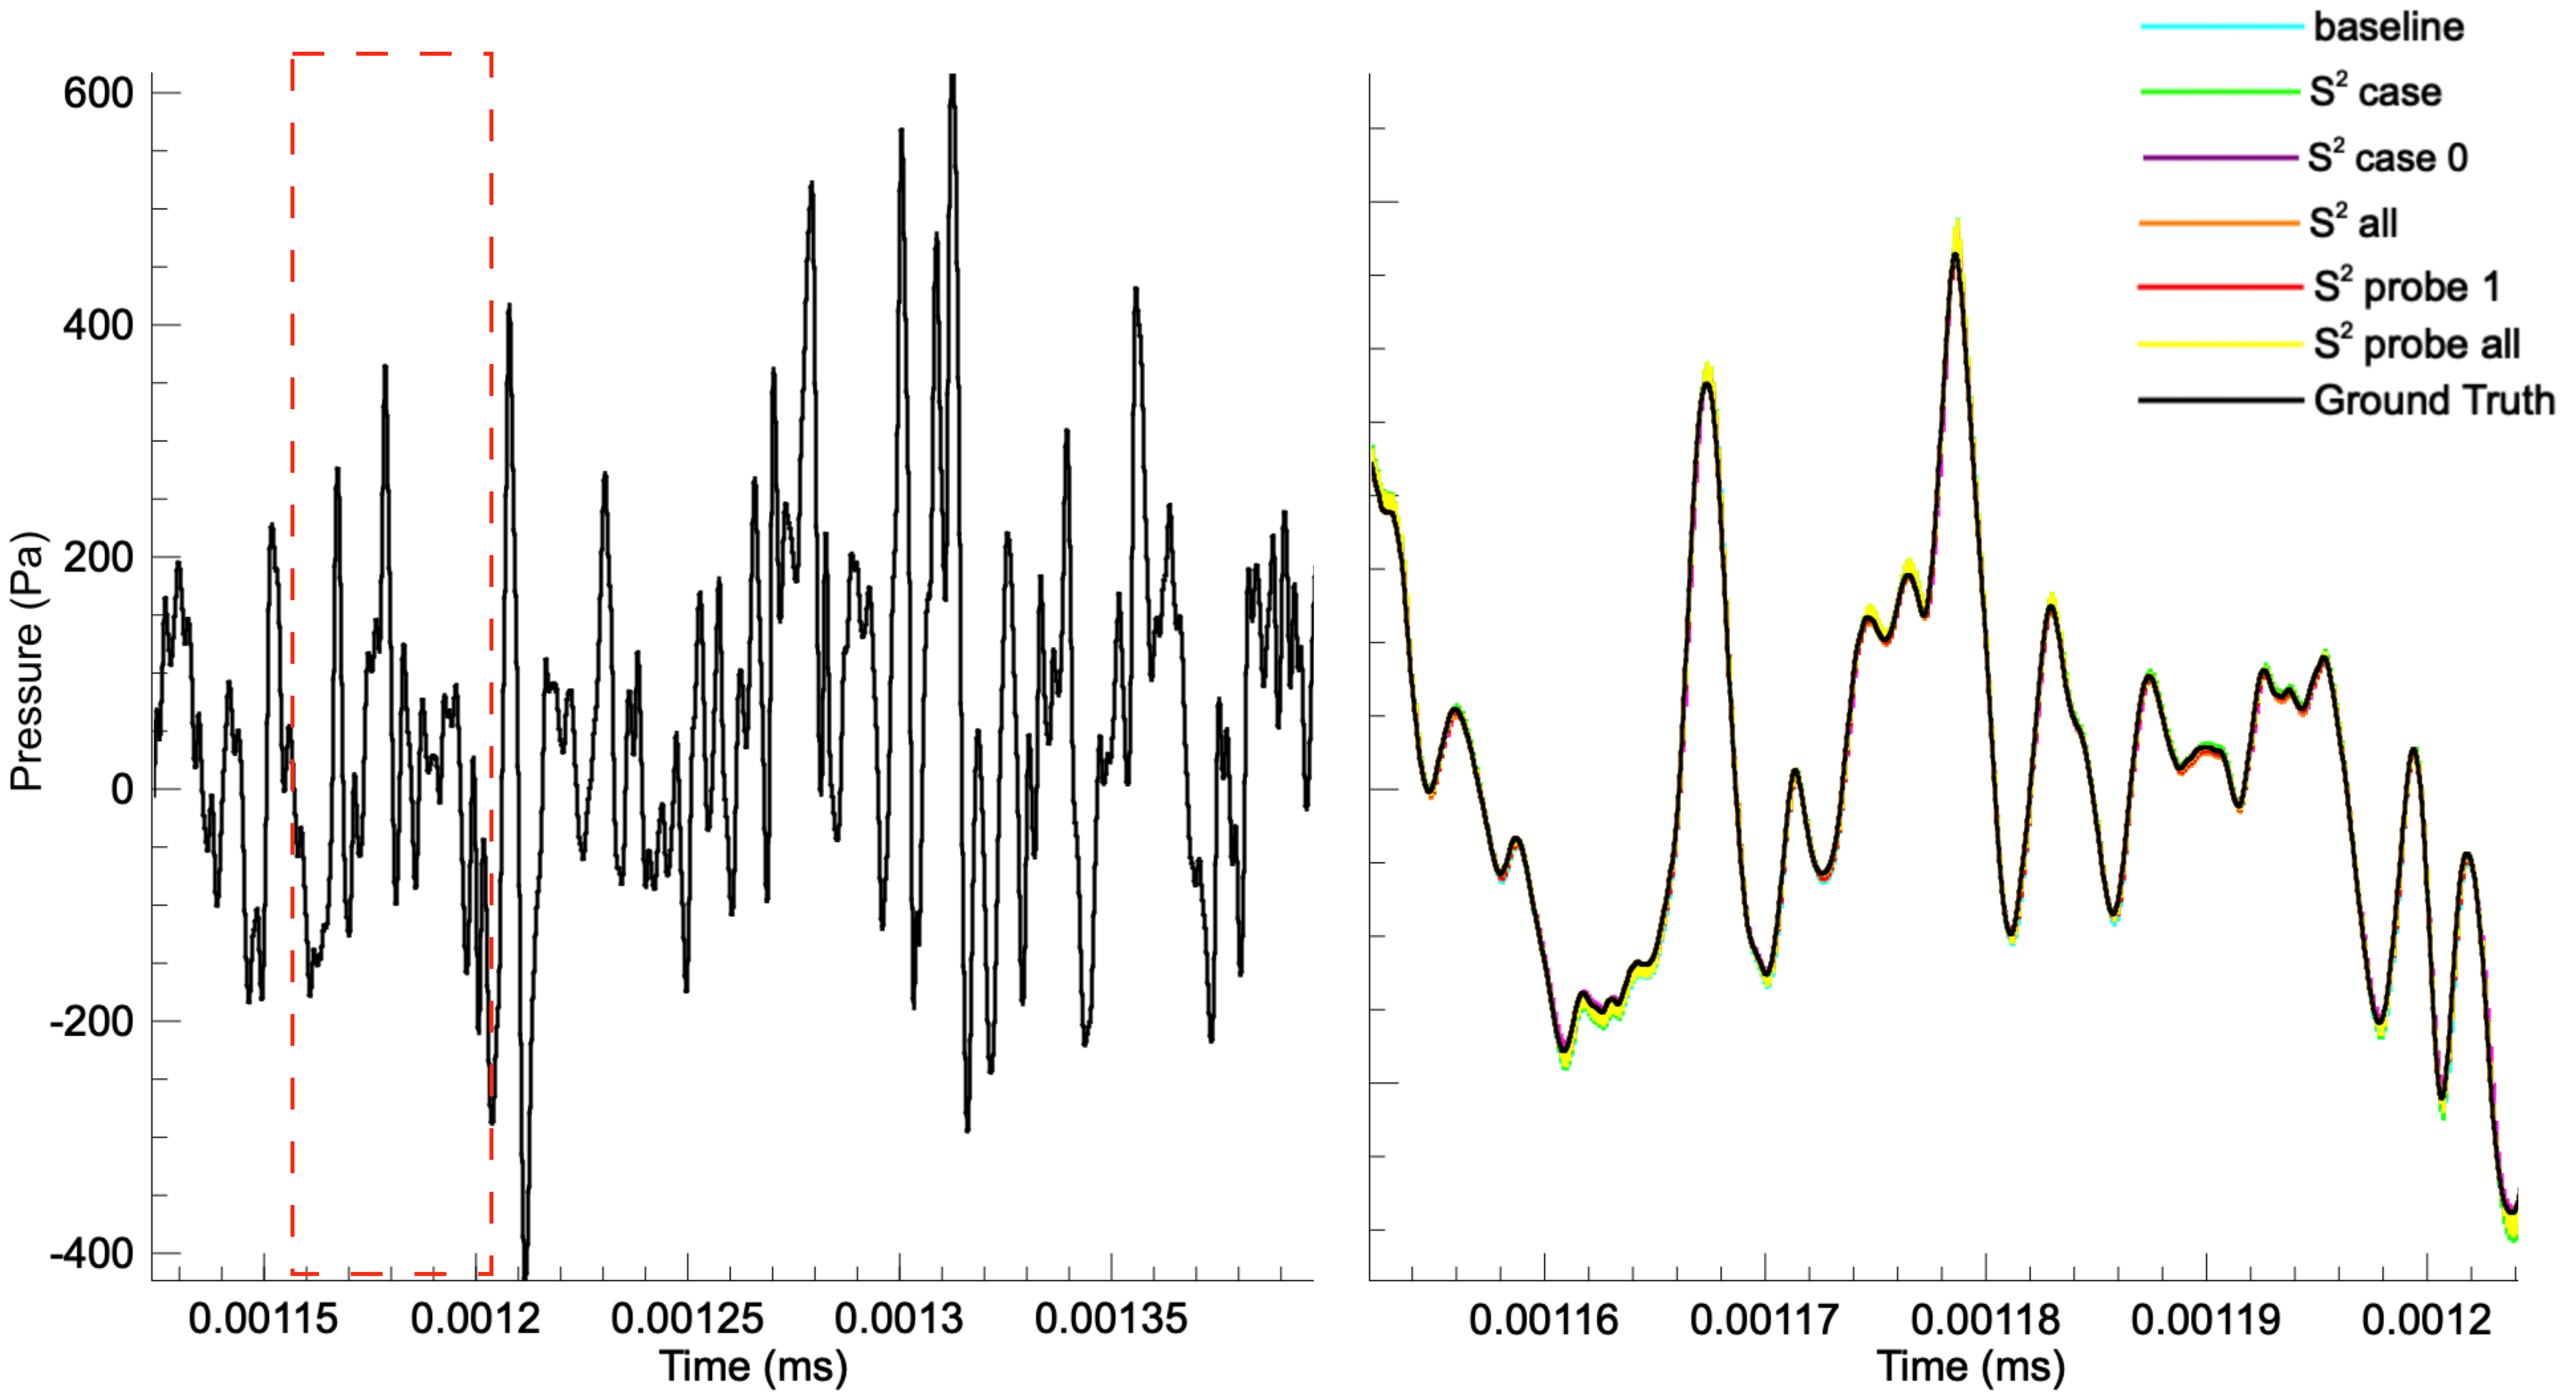 baseline
S² case
S² case 0
S² all
S² probe 1
S² probe all
Ground Truth
Pressure (Pa)
600
400
200
0
-200
-400
0.00115
0.0012
0.00125
0.0013
0.00135
Time (ms)
0.00116
0.00117
0.00118
0.00119
0.0012
Time (ms)